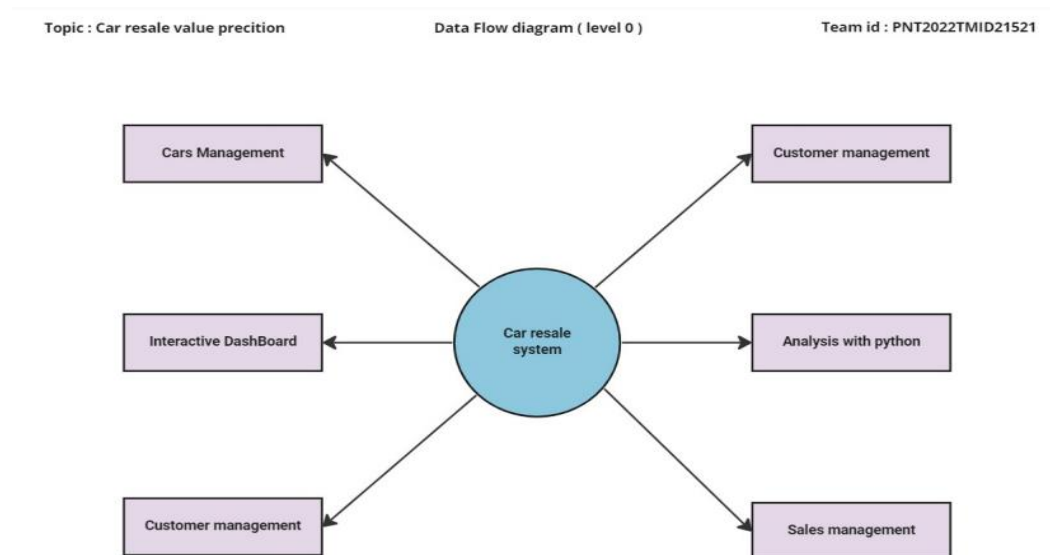 Topic : Car resale value precition
Data Flow diagram ( level 0 )
Team id : PNT2022TMID21521
Cars Management
Customer management
Interactive DashBoard
Car resale
system
Analysis with python
Customer management
Sales management